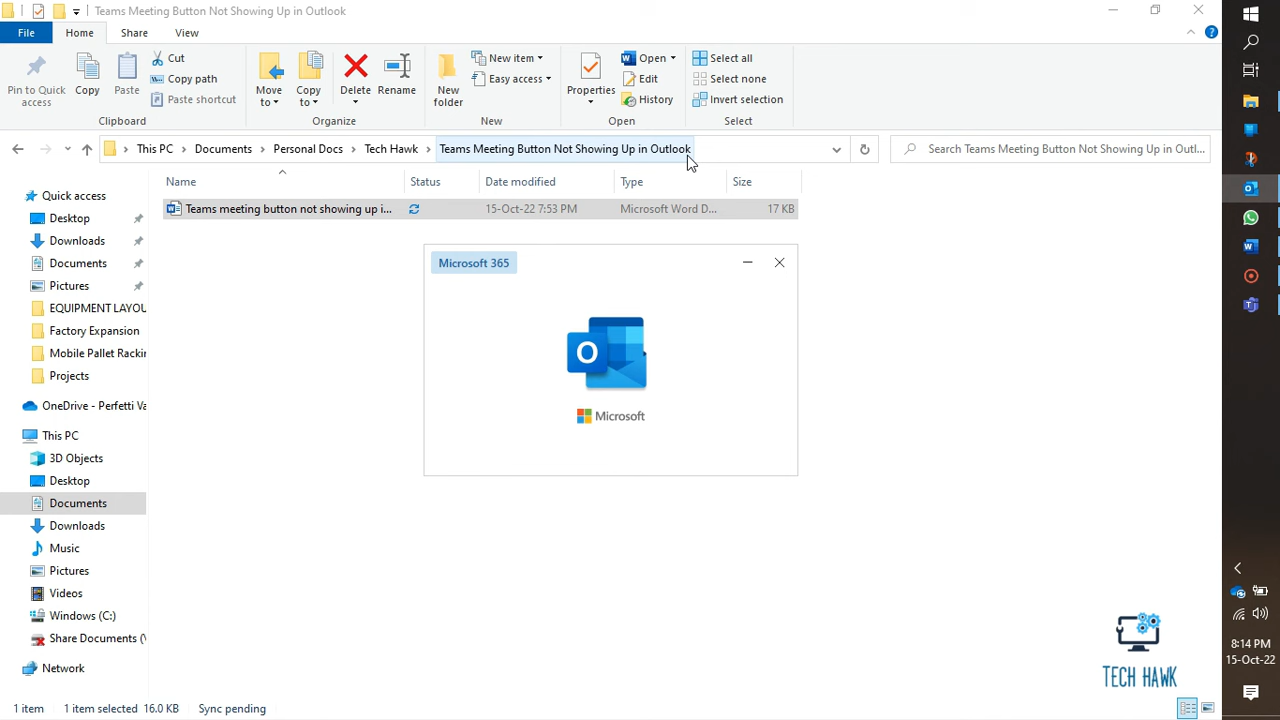 Teams Meeting Button Not Showing Up in Outlook
File Home Share View
Pin to Quick access
Copy
Paste
Cut
Copy path
Paste shortcut
Clipboard
Move to
Copy to
Delete
Rename
Organize
New folder
New item
Easy access
New
Properties
Open
Edit
History
Open
Select all
Select none
Invert selection
Select
This PC Documents Personal Docs Tech Hawk Teams Meeting Button Not Showing Up in Outlook
Search Teams Meeting Button Not Showing Up in Outl...
Name Status Date modified Type Size
Teams meeting button not showing up i... 15-Oct-22 7:53 PM Microsoft Word D... 17 KB
Quick access
Desktop
Downloads
Documents
Pictures
EQUIPMENT LAYOU
Factory Expansion
Mobile Pallet Rackin
Projects
OneDrive - Perfetti Va
This PC
3D Objects
Desktop
Documents
Downloads
Music
Pictures
Videos
Windows (C:)
Share Documents (\
Network
Microsoft 365
O
Microsoft
TECH HAWK
8:14 PM
15-Oct-22
1 item 1 item selected 16.0 KB Sync pending